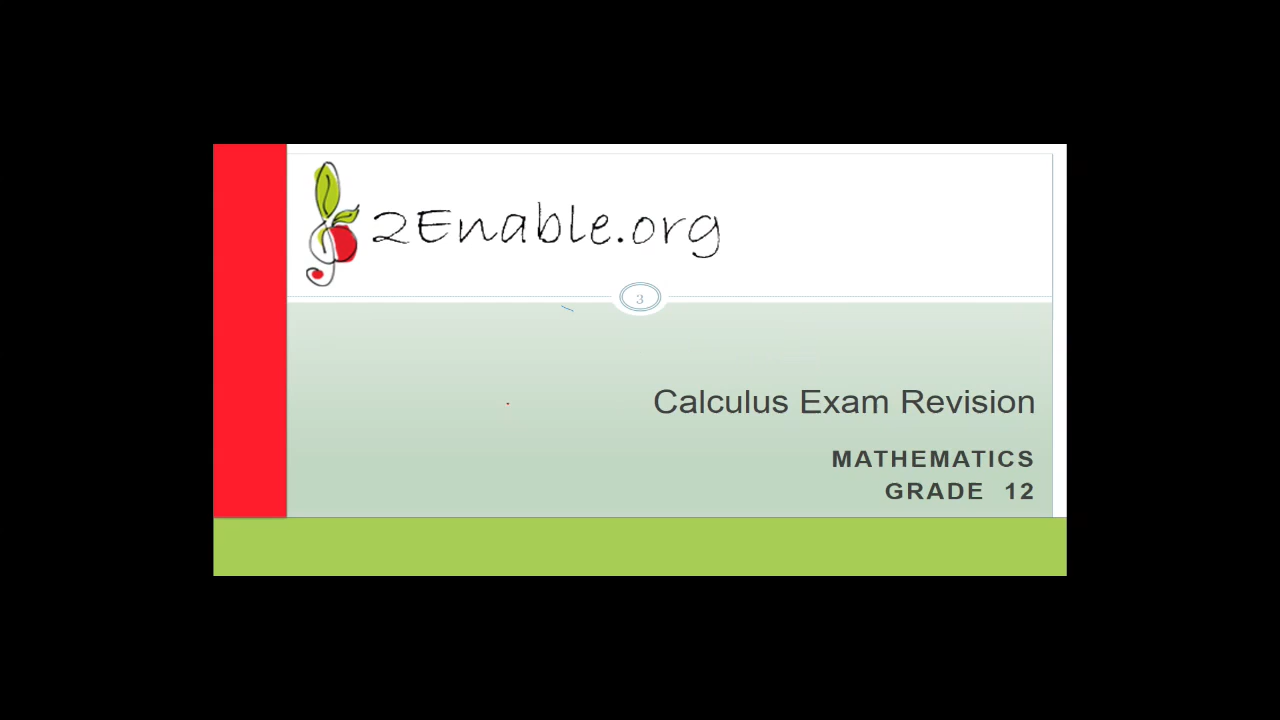 2Enable.org
3
Calculus Exam Revision
MATHEMATICS
GRADE 12